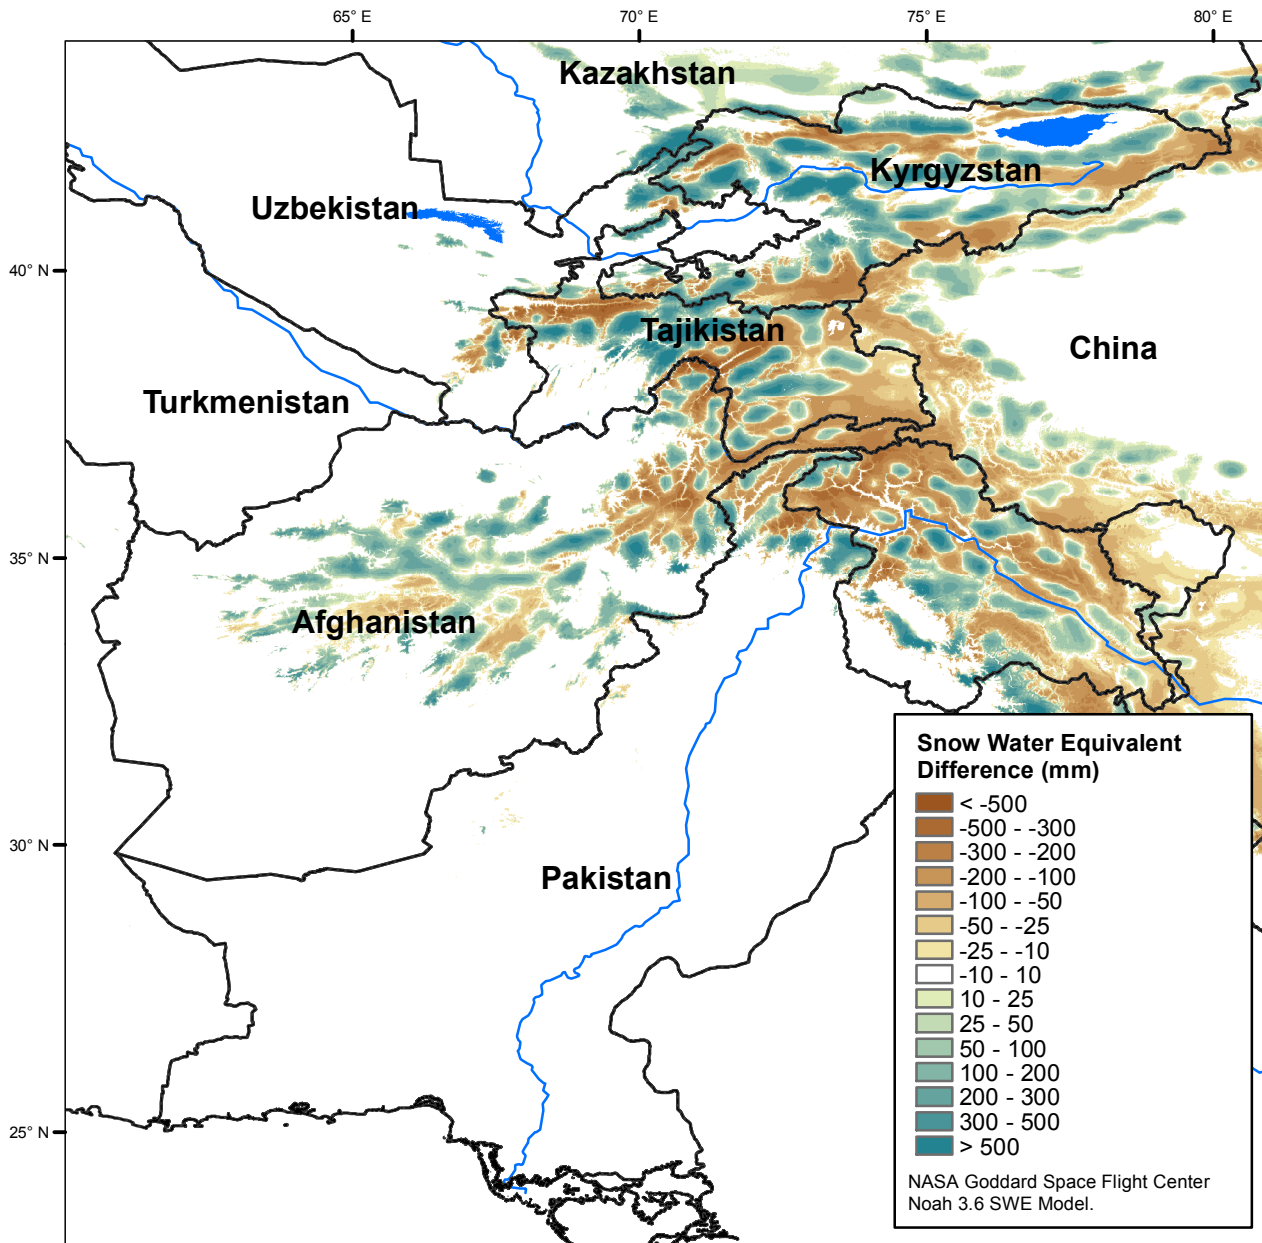 65° E
70° E
75° E
80° E
Kazakhstan
Kyrgyzstan
Uzbekistan
40° N
Tajikistan
China
Turkmenistan
35° N
Afghanistan
30° N
Pakistan
25° N
Snow Water Equivalent
Difference (mm)
< -500
-500 - -300
-300 - -200
-200 - -100
-100 - -50
-50 - -25
-25 - -10
-10 - 10
10 - 25
25 - 50
50 - 100
100 - 200
200 - 300
300 - 500
> 500
NASA Goddard Space Flight Center
Noah 3.6 SWE Model.